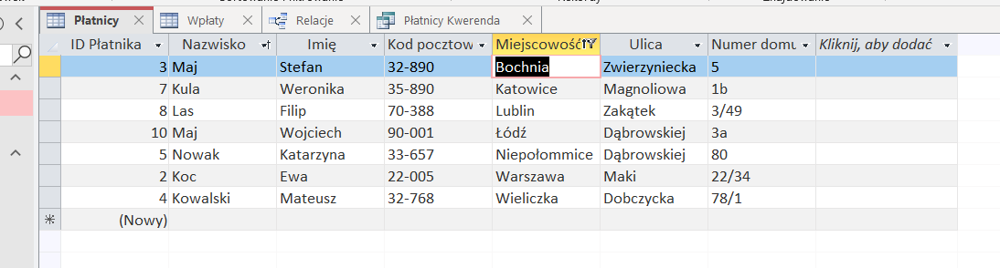 Płatnicy Wpłaty Relacje Płatnicy Kwerenda
ID Płatnika Nazwisko Imię Kod pocztow Miejscowość Ulica Numer domu Kliknij, aby dodać
3 Maj Stefan 32-890 Bochnia Zwierzyniecka 5
7 Kula Weronika 35-890 Katowice Magnoliowa 1b
8 Las Filip 70-388 Lublin Zakątek 3/49
10 Maj Wojciech 90-001 Łódź Dąbrowskiej 3a
5 Nowak Katarzyna 33-657 Niepołommice Dąbrowskiej 80
2 Koc Ewa 22-005 Warszawa Maki 22/34
4 Kowalski Mateusz 32-768 Wieliczka Dobczycka 78/1
(Nowy)